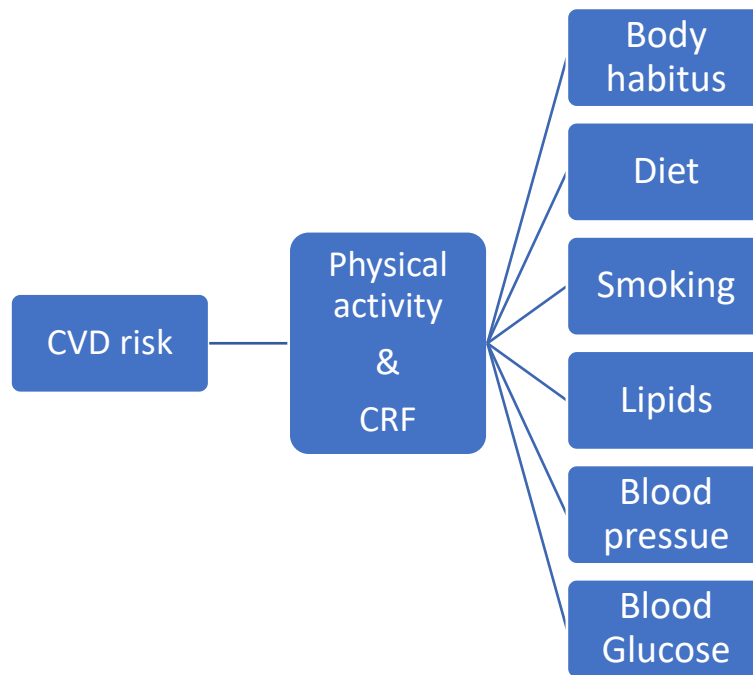 CVD risk
Physical
activity
&
CRF
Body
habitus
Diet
Smoking
Lipids
Blood
pressue
Blood
Glucose